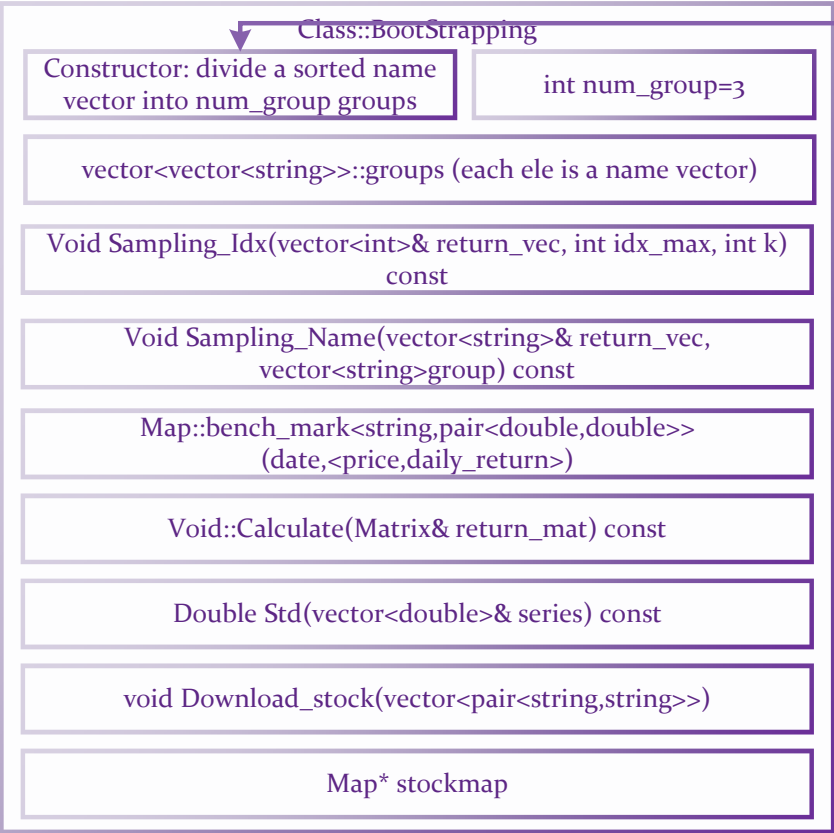 Class::BootStrapping
Constructor: divide a sorted name
vector into num_group groups
int num_group=3
vector<vector<string>>::groups (each ele is a name vector)
Void Sampling_Idx(vector<int>& return_vec, int idx_max, int k)
const
Void Sampling_Name(vector<string>& return_vec,
vector<string>group) const
Map::bench_mark<string,pair<double,double>>
(date,<price,daily_return>)
Void::Calculate(Matrix& return_mat) const
Double Std(vector<double>& series) const
void Download_stock(vector<pair<string,string>>)
Map* stockmap